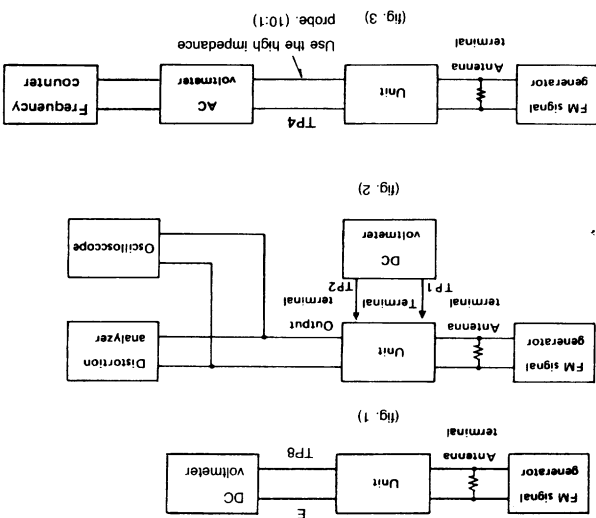 E
FM signal
generator
Antenna
terminal
Unit
TP8
DC
voltmeter
(fig. 1)
FM signal
generator
Antenna
terminal
Unit
Terminal
TP1
TP2
DC
voltmeter
Output
terminal
Distortion
analyzer
Oscillosccope
(fig. 2)
FM signal
generator
Antenna
terminal
Unit
TP4
Use the high impedance
probe. (10:1)
AC
voltmeter
Frequency
counter
(fig. 3)